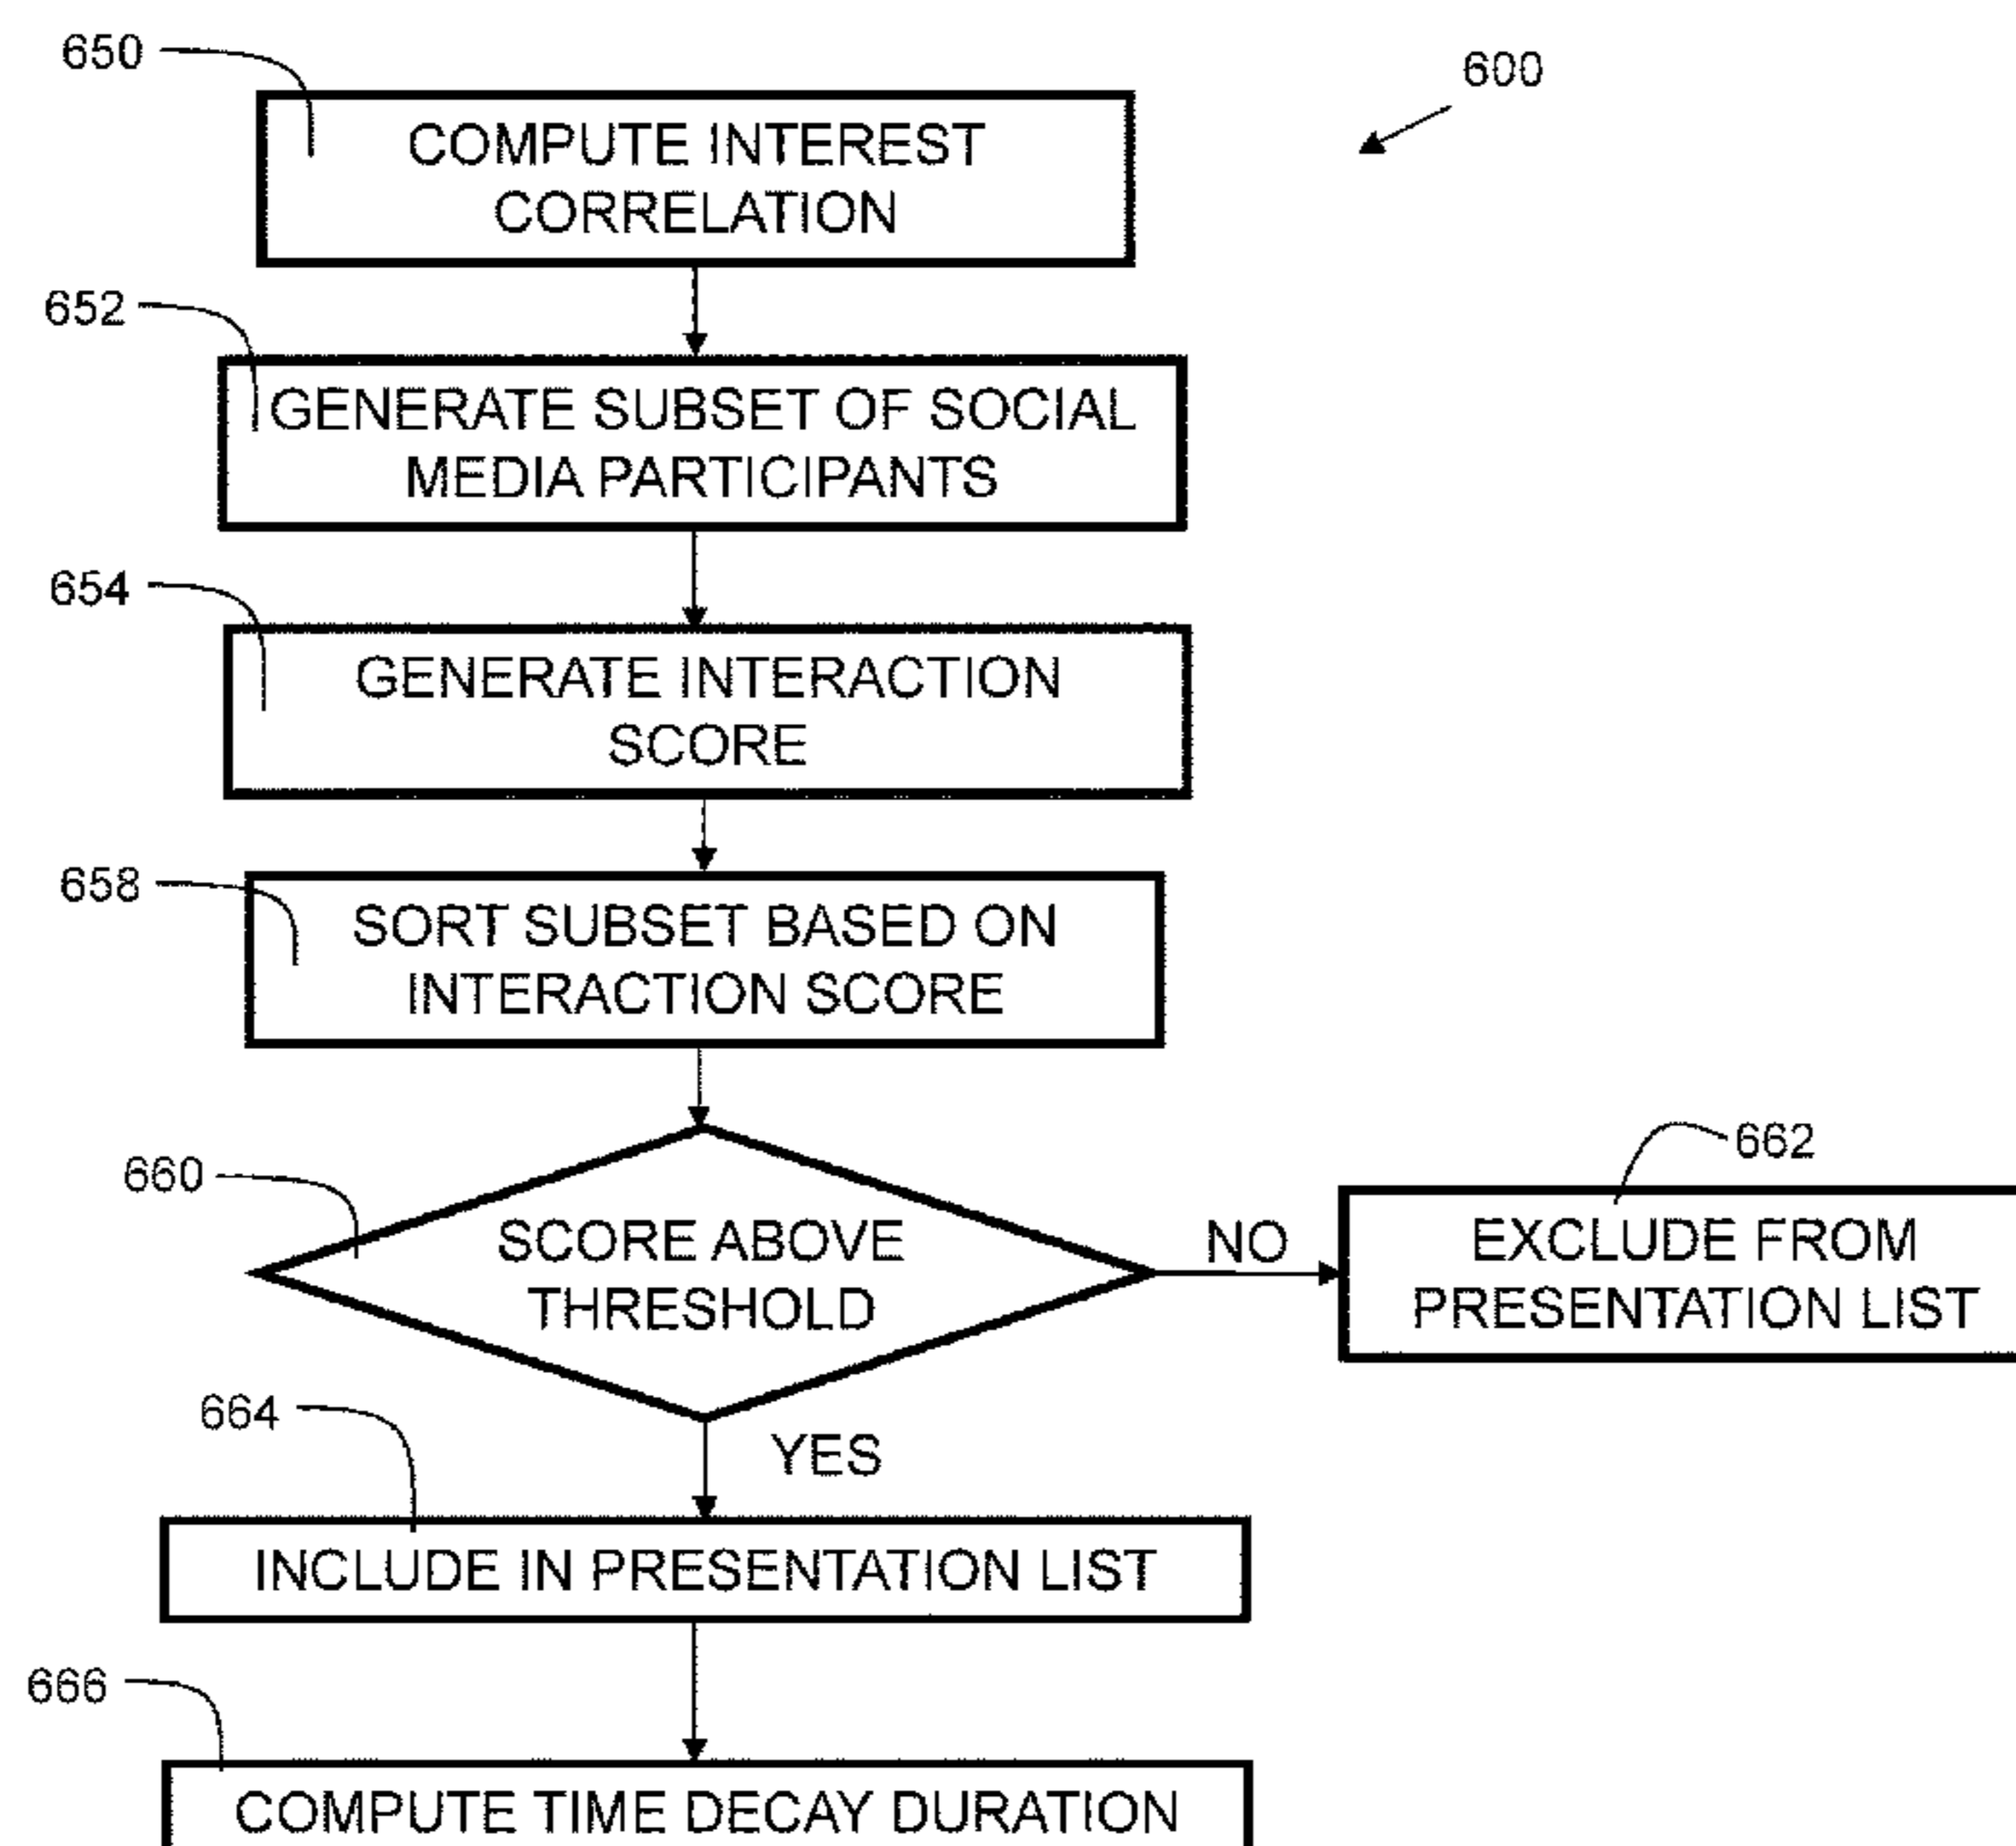 650
600
COMPUTE INTEREST
CORRELATION
652
GENERATE SUBSET OF SOCIAL
MEDIA PARTICIPANTS
654
GENERATE INTERACTION
SCORE
658
SORT SUBSET BASED ON
INTERACTION SCORE
660
SCORE ABOVE
THRESHOLD
NO
662
EXCLUDE FROM
PRESENTATION LIST
664
YES
INCLUDE IN PRESENTATION LIST
666
COMPUTE TIME DECAY DURATION